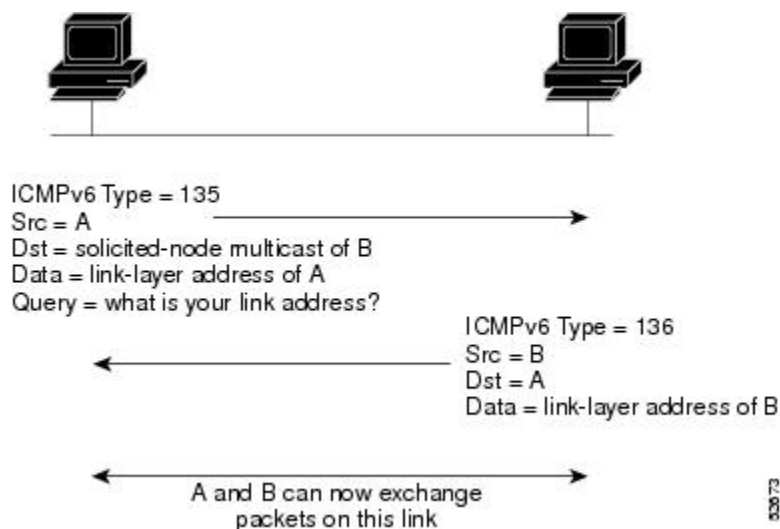 ICMPv6 Type = 135
Src = A
Dst = solicited-node multicast of B
Data = link-layer address of A
Query = what is your link address?
ICMPv6 Type = 136
Src = B
Dst = A
Data = link-layer address of B
A and B can now exchange
packets on this link
52673